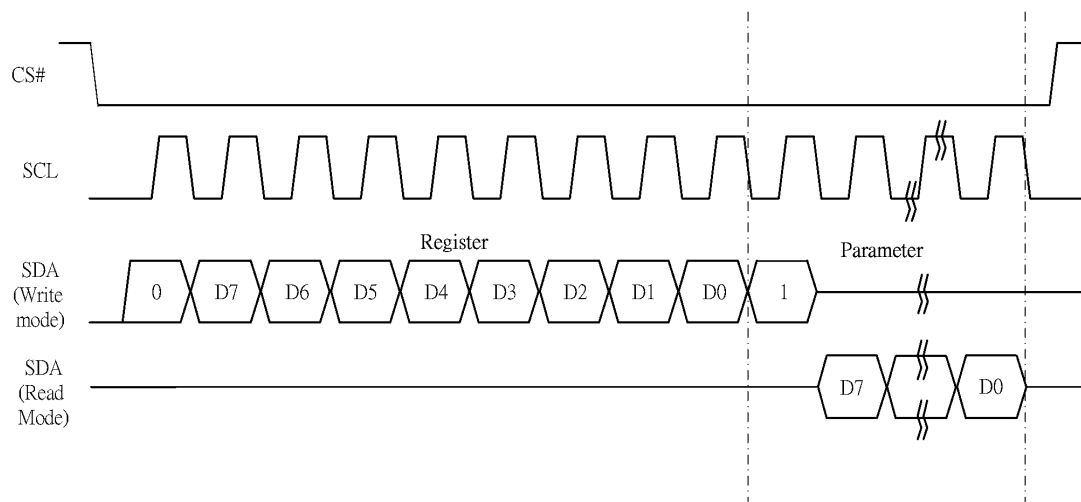 CS#
SCL
Register
Parameter
SDA
(Write
mode)
0 D7 D6 D5 D4 D3 D2 D1 D0 1
SDA
(Read
Mode)
D7 D0